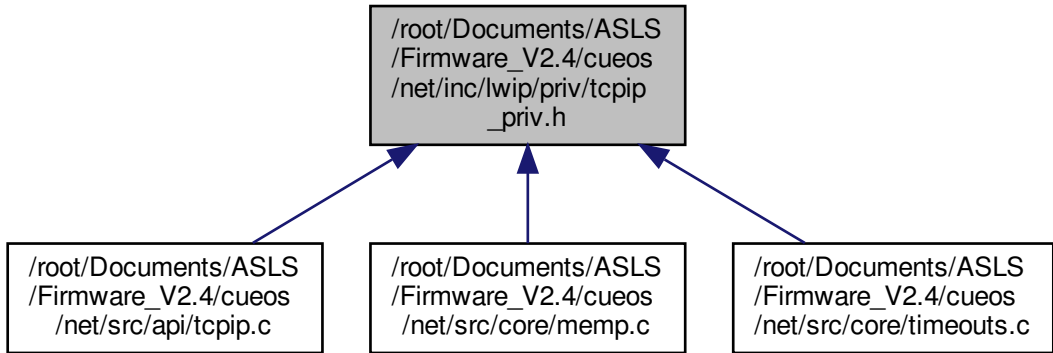 /root/Documents/ASLS
/Firmware_V2.4/cueos
/net/inc/lwip/priv/tcpip
_priv.h
/root/Documents/ASLS
/Firmware_V2.4/cueos
/net/src/api/tcpip.c
/root/Documents/ASLS
/Firmware_V2.4/cueos
/net/src/core/memp.c
/root/Documents/ASLS
/Firmware_V2.4/cueos
/net/src/core/timeouts.c